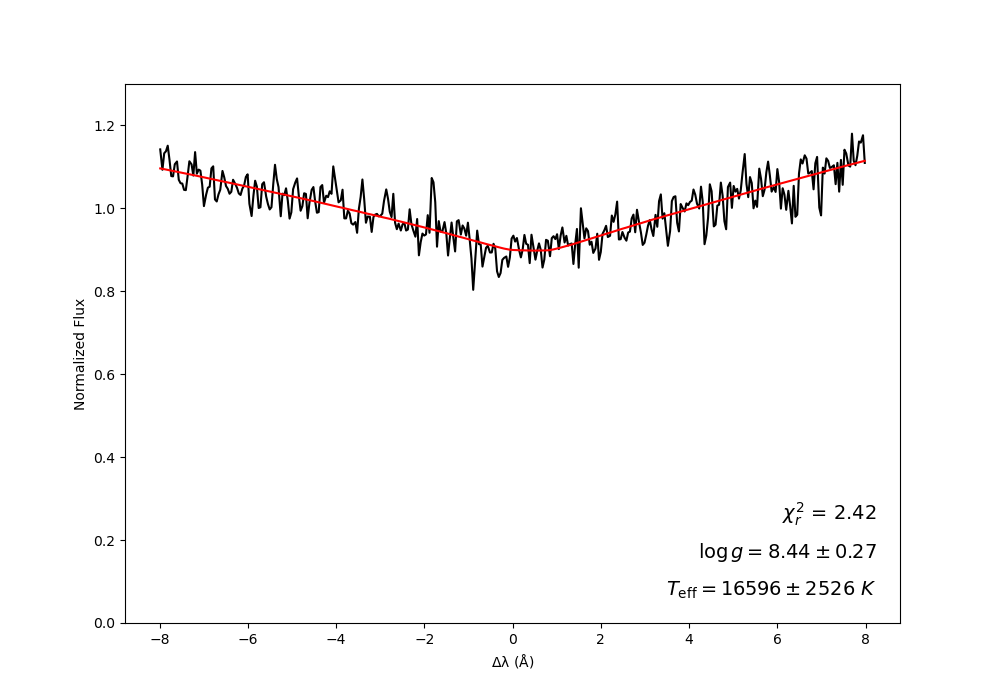 1.2
1.0
0.8
0.6
0.4
0.2
0.0
Normalized Flux
χ²ᵣ = 2.42
log g = 8.44 ± 0.27
T_eff = 16596 ± 2526 K
−8 −6 −4 −2 0 2 4 6 8
Δλ (Å)